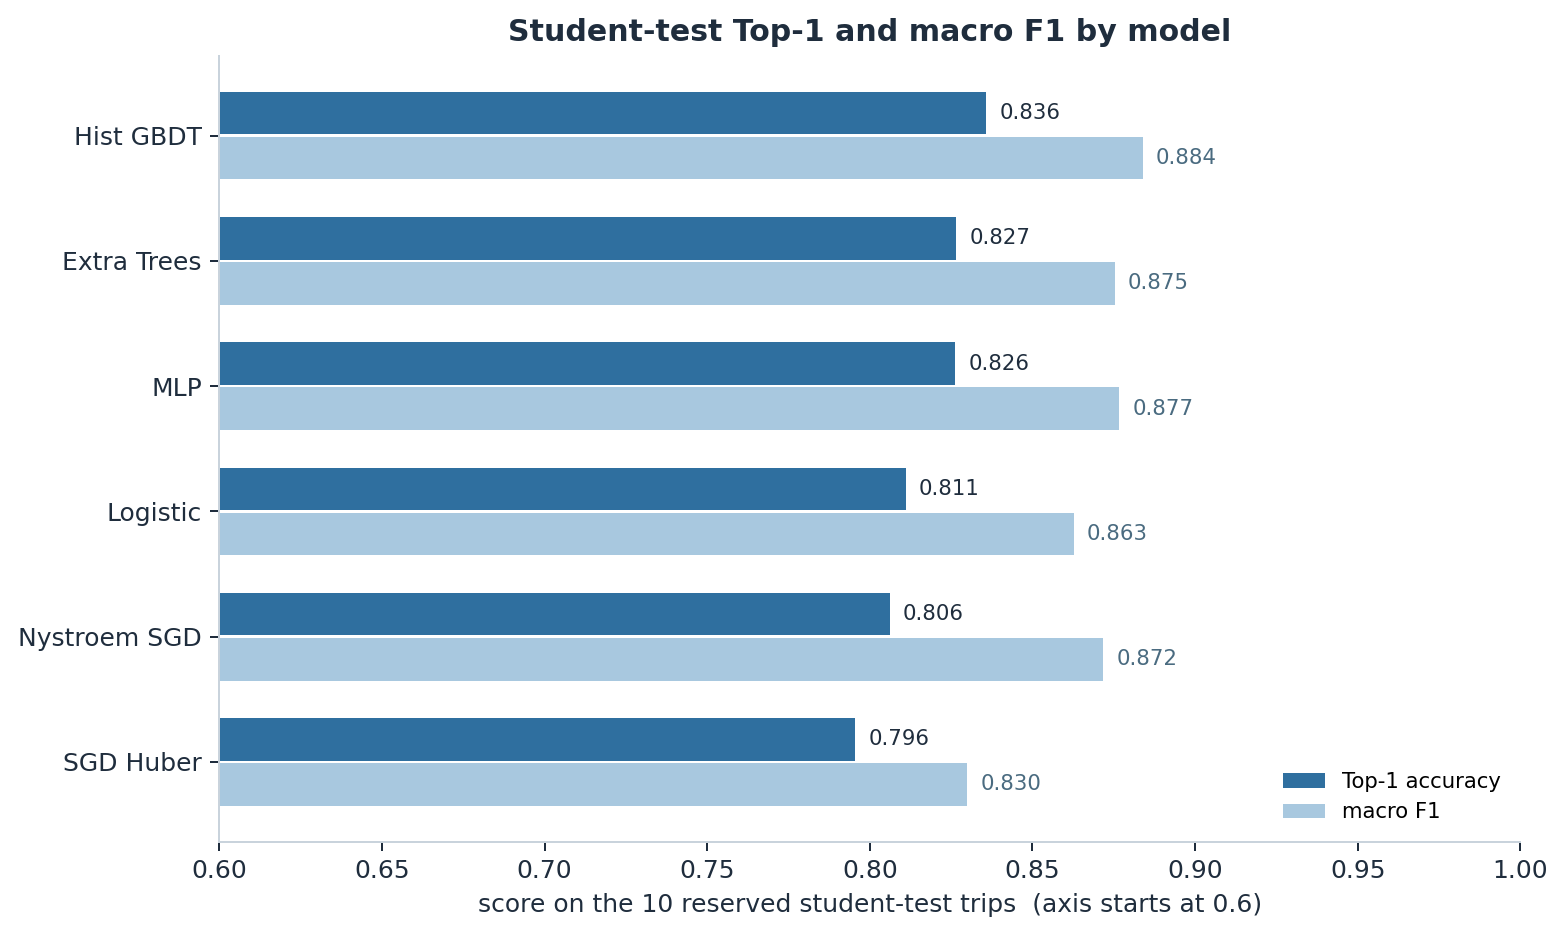 Student-test Top-1 and macro F1 by model
Hist GBDT
0.836
0.884
Extra Trees
0.827
0.875
MLP
0.826
0.877
Logistic
0.811
0.863
Nystroem SGD
0.806
0.872
SGD Huber
0.796
0.830
Top-1 accuracy
macro F1
0.60 0.65 0.70 0.75 0.80 0.85 0.90 0.95 1.00
score on the 10 reserved student-test trips  (axis starts at 0.6)